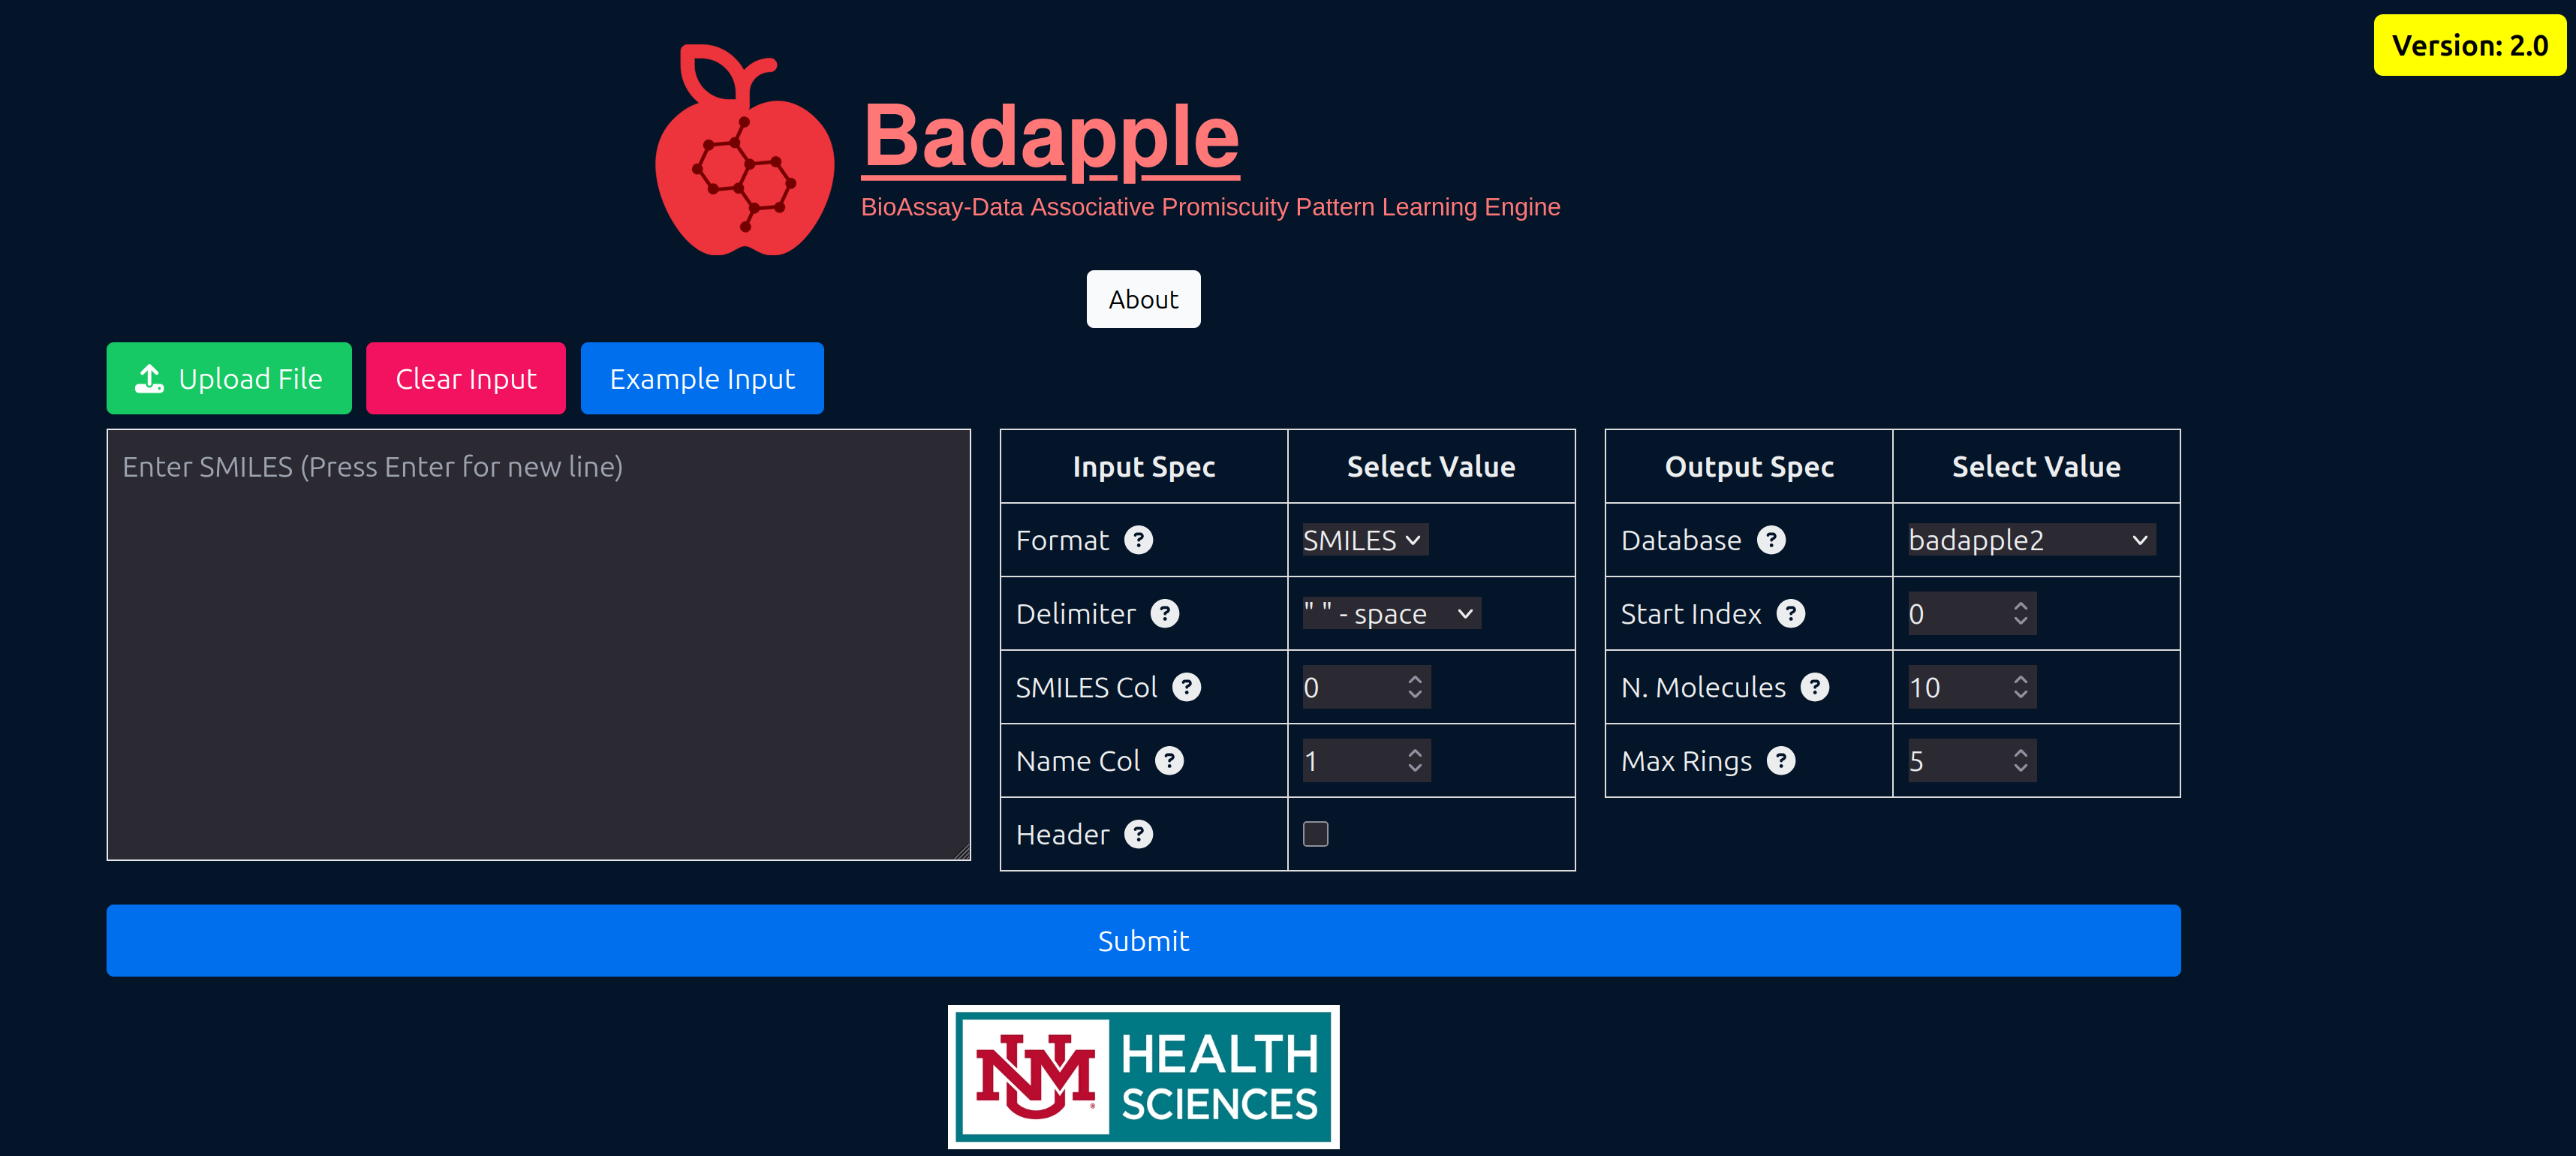 Version: 2.0
Badapple
BioAssay-Data Associative Promiscuity Pattern Learning Engine
About
Upload File
Clear Input
Example Input
Enter SMILES (Press Enter for new line)
Input Spec Select Value
Format ? SMILES
Delimiter ? " " - space
SMILES Col ? 0
Name Col ? 1
Header ?
Output Spec Select Value
Database ? badapple2
Start Index ? 0
N. Molecules ? 10
Max Rings ? 5
Submit
UNM ®
HEALTH
SCIENCES